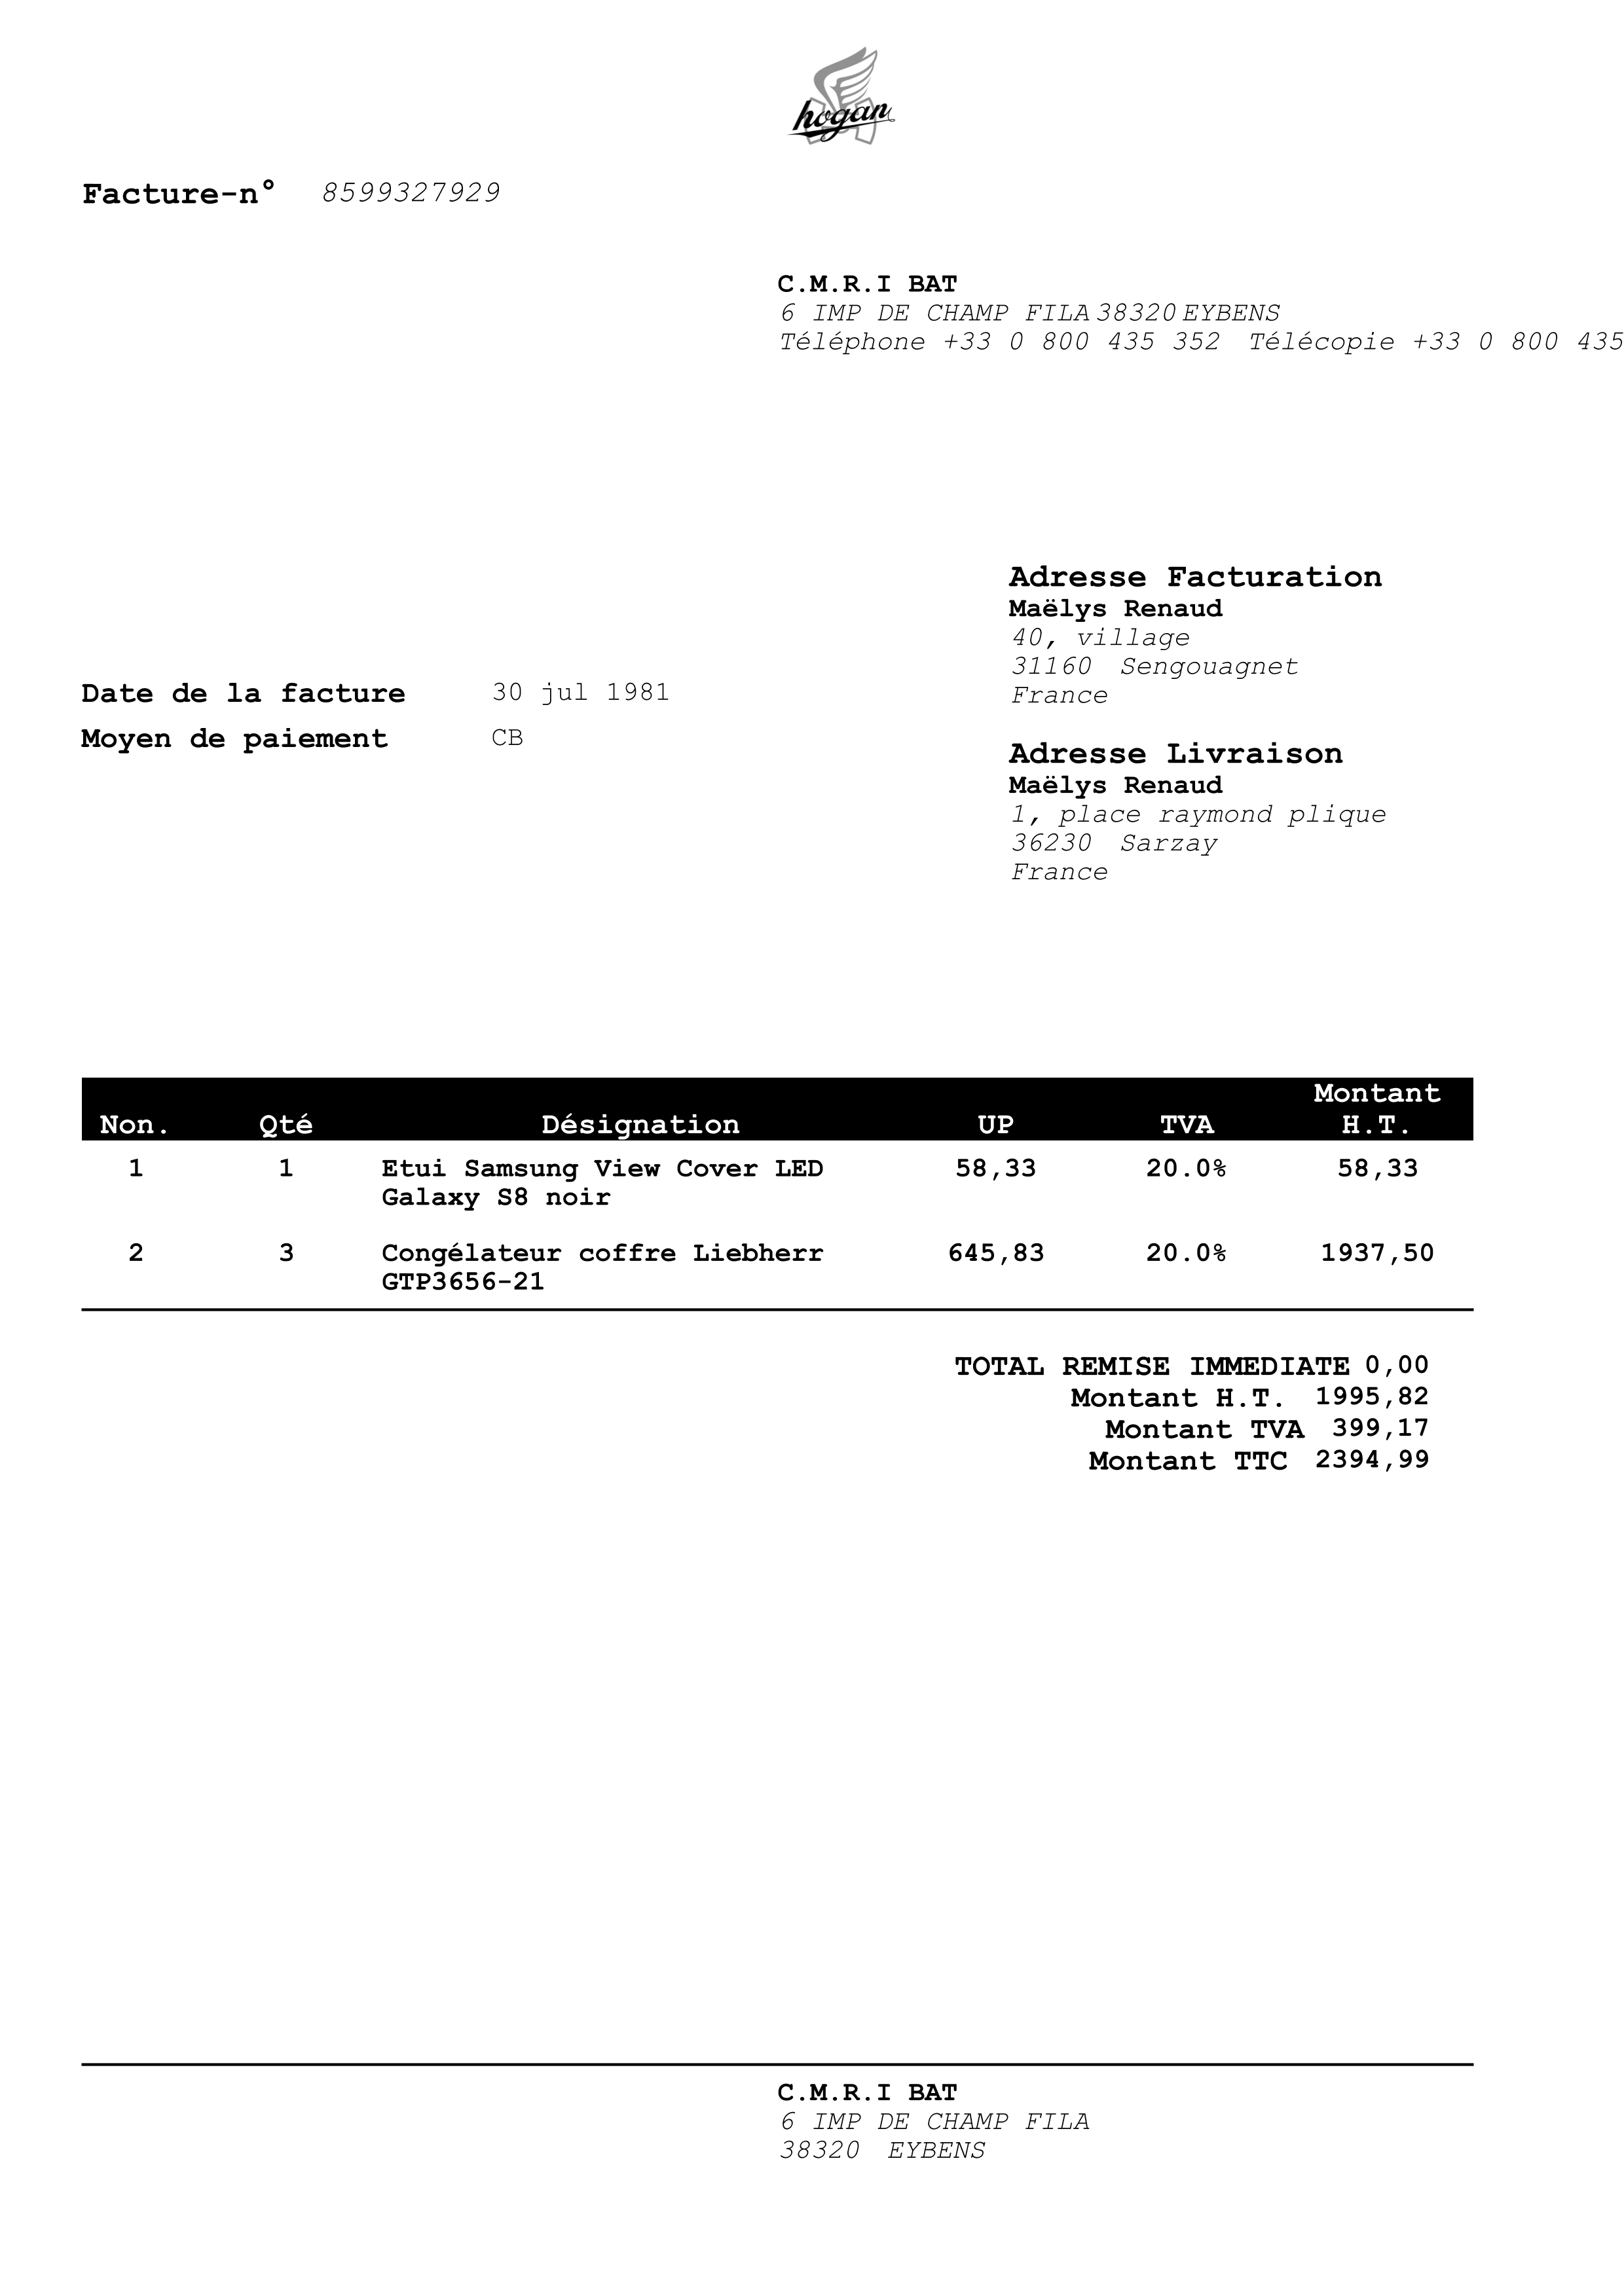 hogan
Facture-n° 8599327929
C.M.R.I BAT
6 IMP DE CHAMP FILA 38320 EYBENS
Téléphone +33 0 800 435 352 Télécopie +33 0 800 435
Adresse Facturation
Maëlys Renaud
40, village
31160 Sengouagnet
France
Date de la facture 30 jul 1981
Moyen de paiement CB
Adresse Livraison
Maëlys Renaud
1, place raymond plique
36230 Sarzay
France
Non. Qté Désignation UP TVA Montant H.T.
1 1 Etui Samsung View Cover LED 58,33 20.0% 58,33
Galaxy S8 noir
2 3 Congélateur coffre Liebherr 645,83 20.0% 1937,50
GTP3656-21
TOTAL REMISE IMMEDIATE 0,00
Montant H.T. 1995,82
Montant TVA 399,17
Montant TTC 2394,99
C.M.R.I BAT
6 IMP DE CHAMP FILA
38320 EYBENS